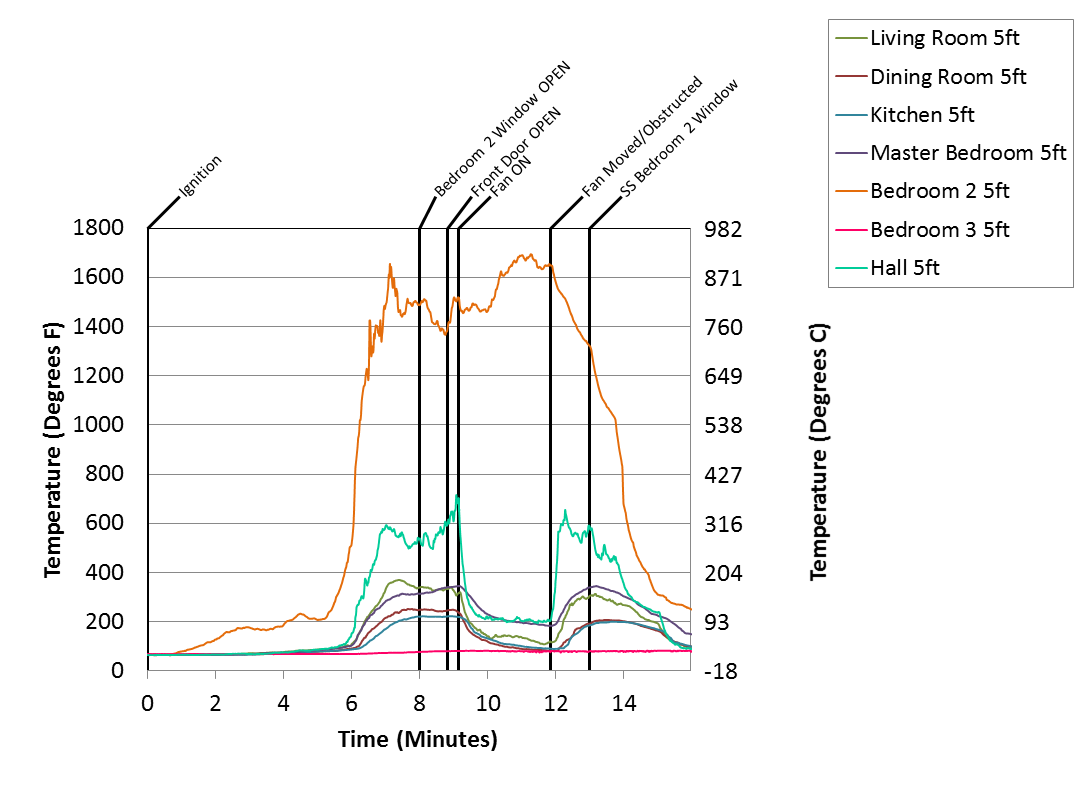 Ignition
Bedroom 2 Window OPEN
Front Door OPEN
Fan ON
Fan Moved/Obstructed
SS Bedroom 2 Window
Living Room 5ft
Dining Room 5ft
Kitchen 5ft
Master Bedroom 5ft
Bedroom 2 5ft
Bedroom 3 5ft
Hall 5ft
Temperature (Degrees F)
1800
1600
1400
1200
1000
800
600
400
200
0
982
871
760
649
538
427
316
204
93
-18
Temperature (Degrees C)
0 2 4 6 8 10 12 14
Time (Minutes)